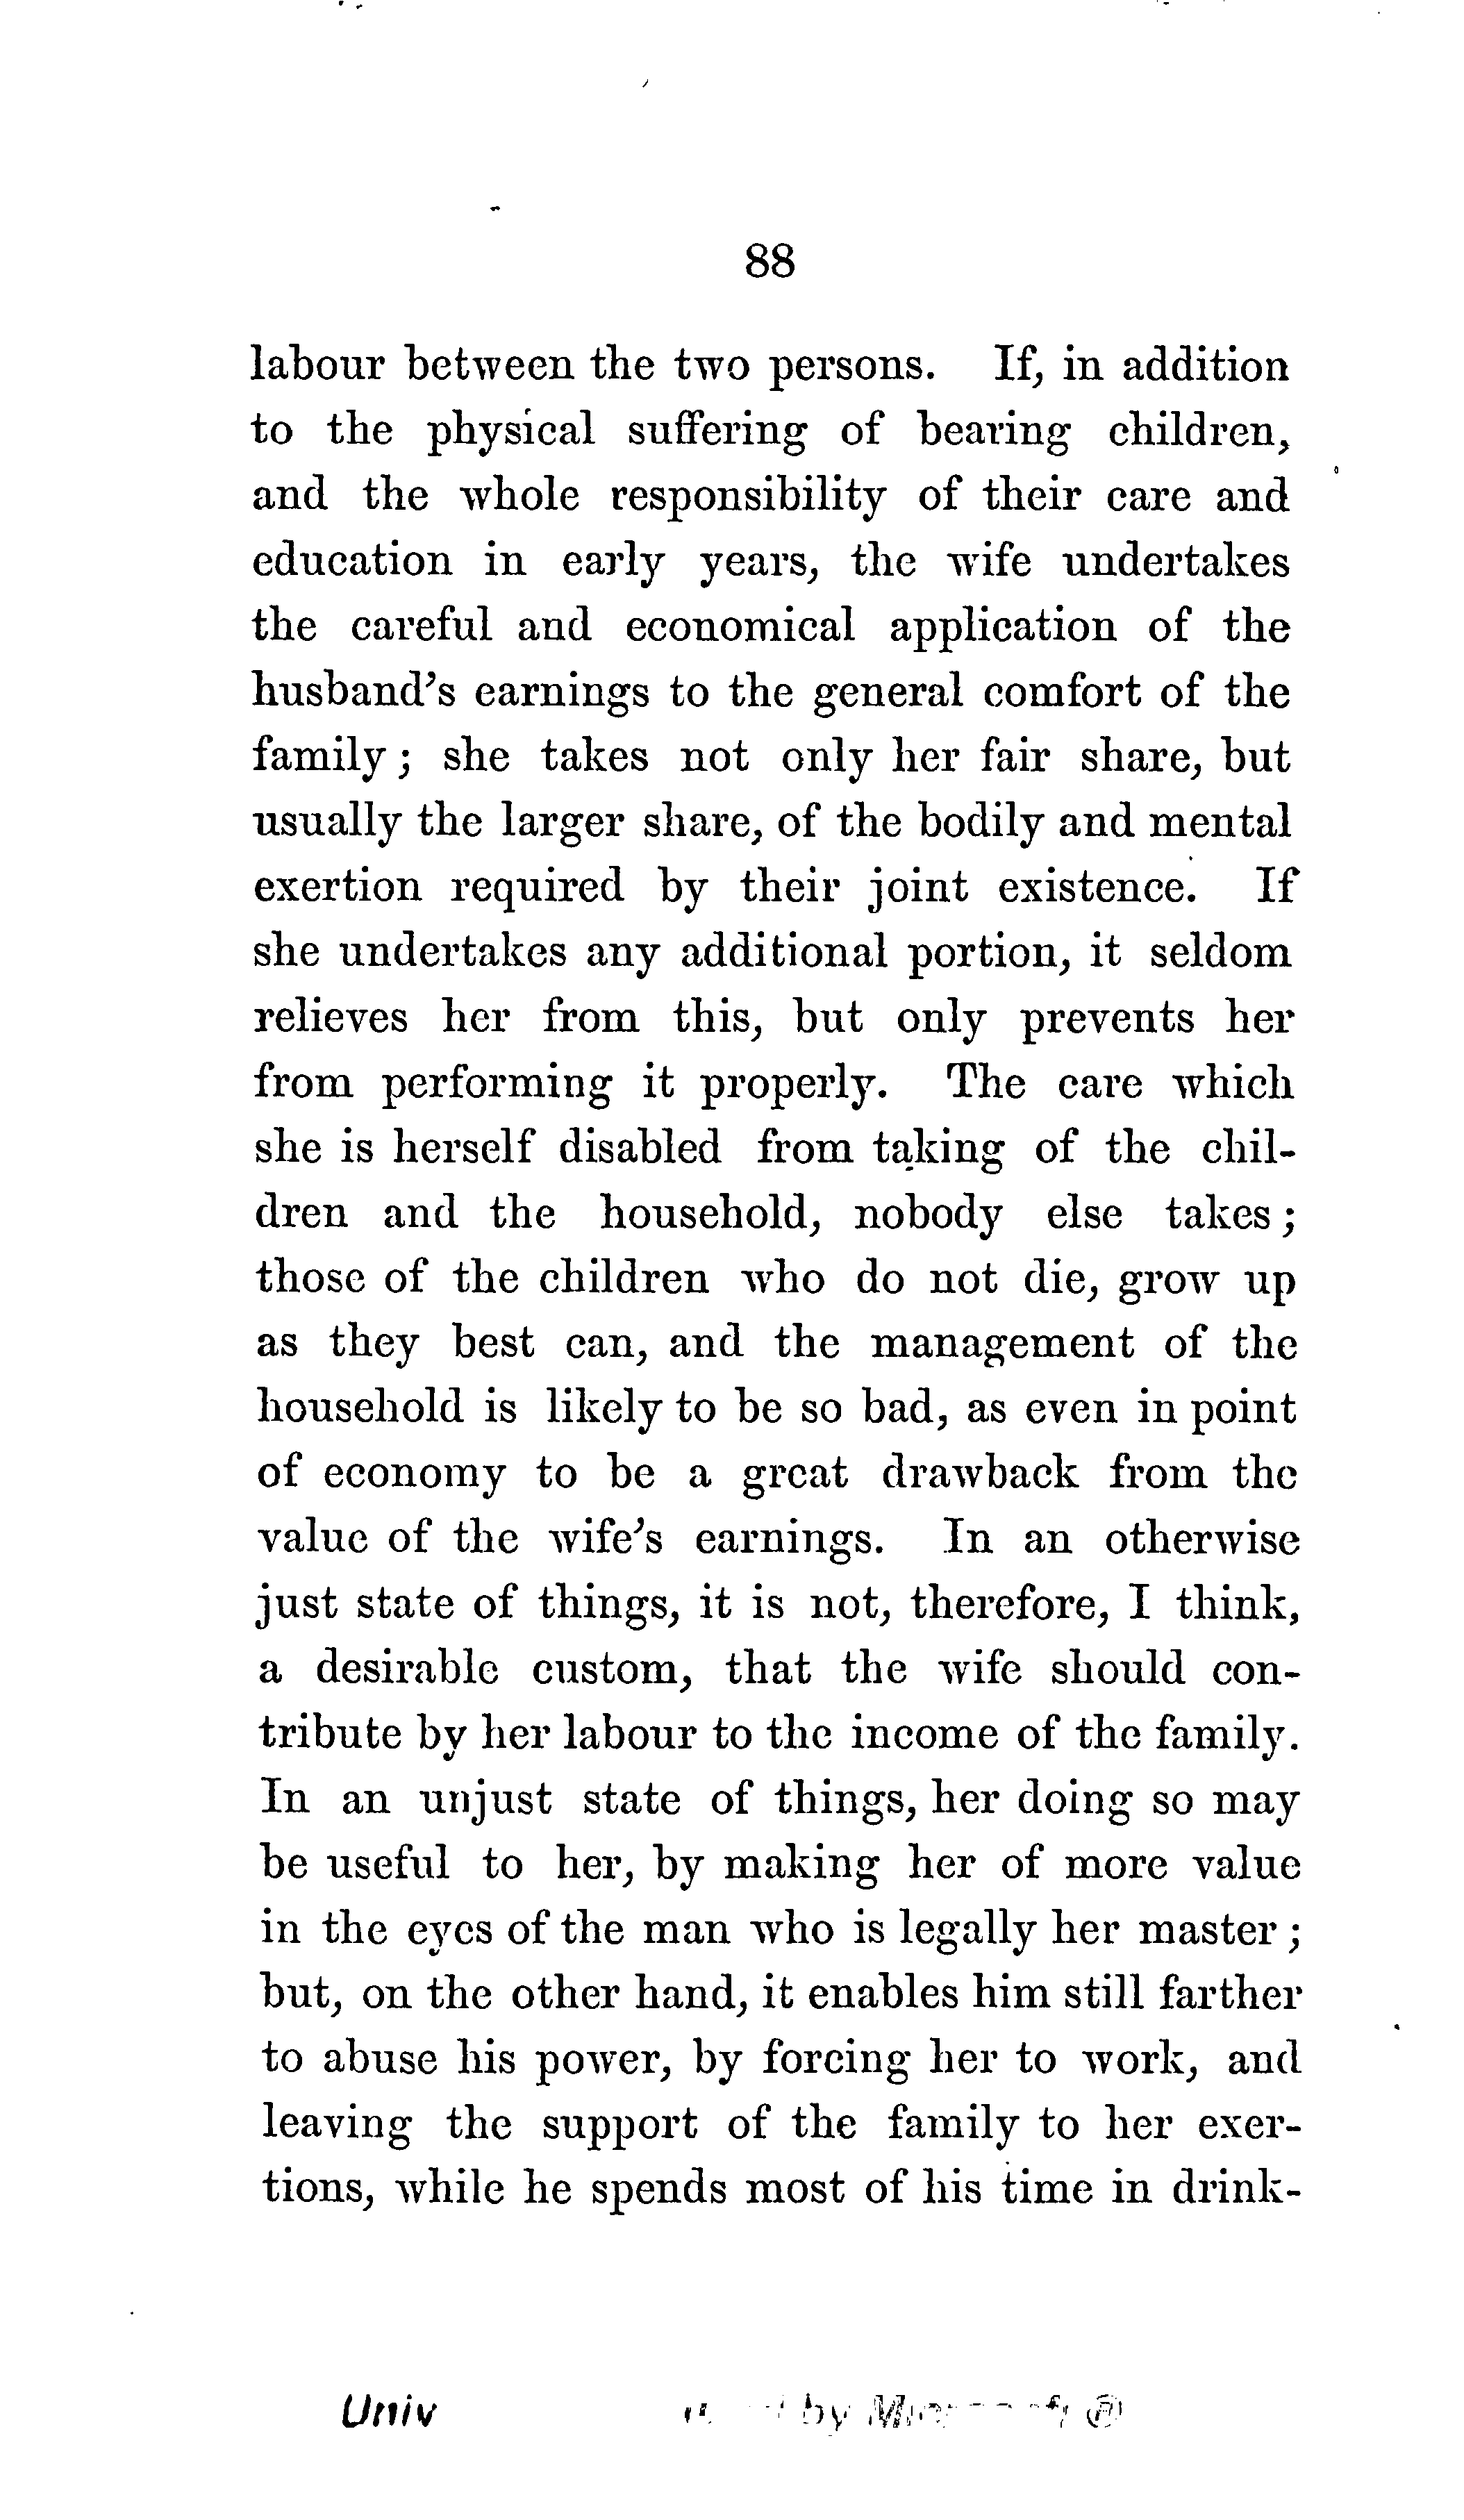 88
labour between the two persons. If, in addition
to the physical suffering of bearing children,
and the whole responsibility of their care and
education in early years, the wife undertakes
the careful and economical application of the
husband's earnings to the general comfort of the
family ; she takes not only her fair share, but
usually the larger share, of the bodily and mental
exertion required by their joint existence. If
she undertakes any additional portion, it seldom
relieves her from this, but only prevents her
from performing it properly. The care which
she is herself disabled from taking of the chil-
dren and the household, nobody else takes ;
those of the children who do not die, grow up
as they best can, and the management of the
household is likely to be so bad, as even in point
of economy to be a great drawback from the
value of the wife's earnings. In an otherwise
just state of things, it is not, therefore, I think,
a desirable custom, that the wife should con-
tribute by her labour to the income of the family.
In an unjust state of things, her doing so may
be useful to her, by making her of more value
in the eyes of the man who is legally her master ;
but, on the other hand, it enables him still farther
to abuse his power, by forcing her to work, and
leaving the support of the family to her exer-
tions, while he spends most of his time in drink-
Univ by ®